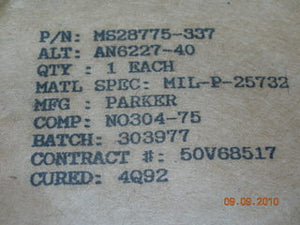 P/N: MS28775-337
ALT: AN6227-40
QTY : 1 EACH
MATL SPEC: MIL-P-25732
MFG : PARKER
COMP: NO304-75
BATCH: 303977
CONTRACT #: 50V68517
CURED: 4Q92
09.09.2010